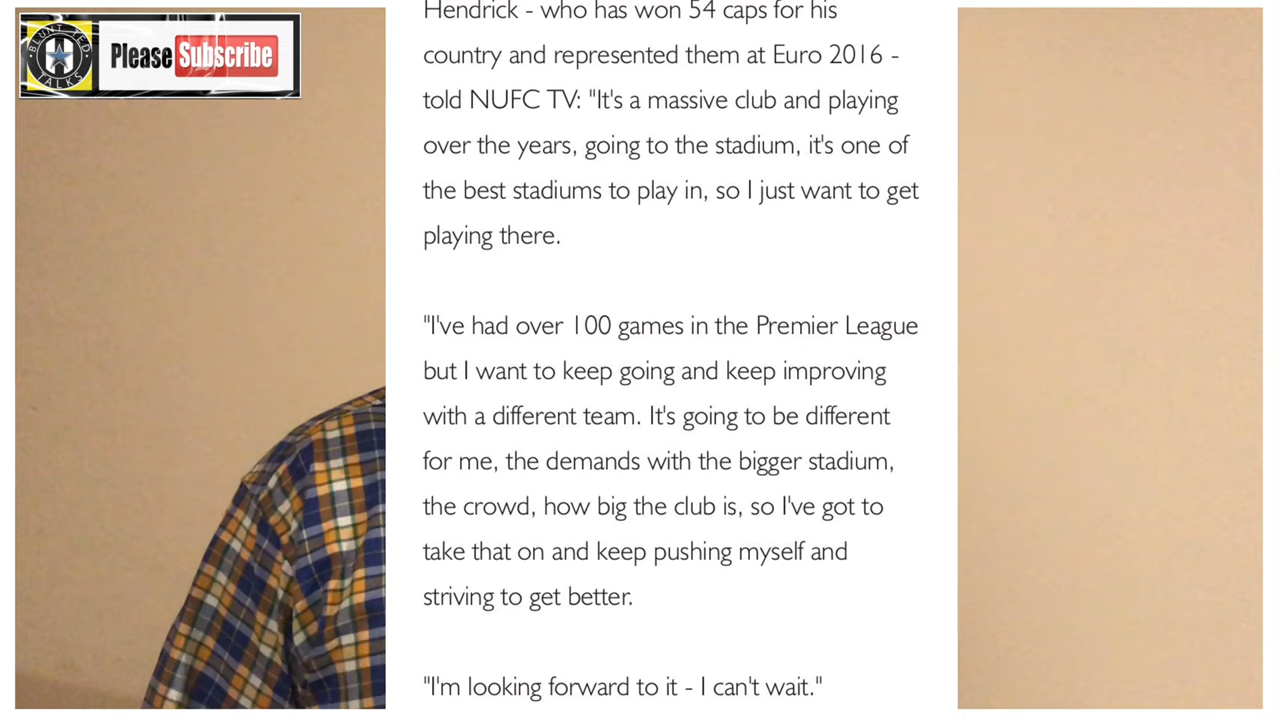 BLUNT TED
TALKS
Please Subscribe
Hendrick - who has won 54 caps for his
country and represented them at Euro 2016 -
told NUFC TV: "It's a massive club and playing
over the years, going to the stadium, it's one of
the best stadiums to play in, so I just want to get
playing there.
"I've had over 100 games in the Premier League
but I want to keep going and keep improving
with a different team. It's going to be different
for me, the demands with the bigger stadium,
the crowd, how big the club is, so I've got to
take that on and keep pushing myself and
striving to get better.
"I'm looking forward to it - I can't wait."